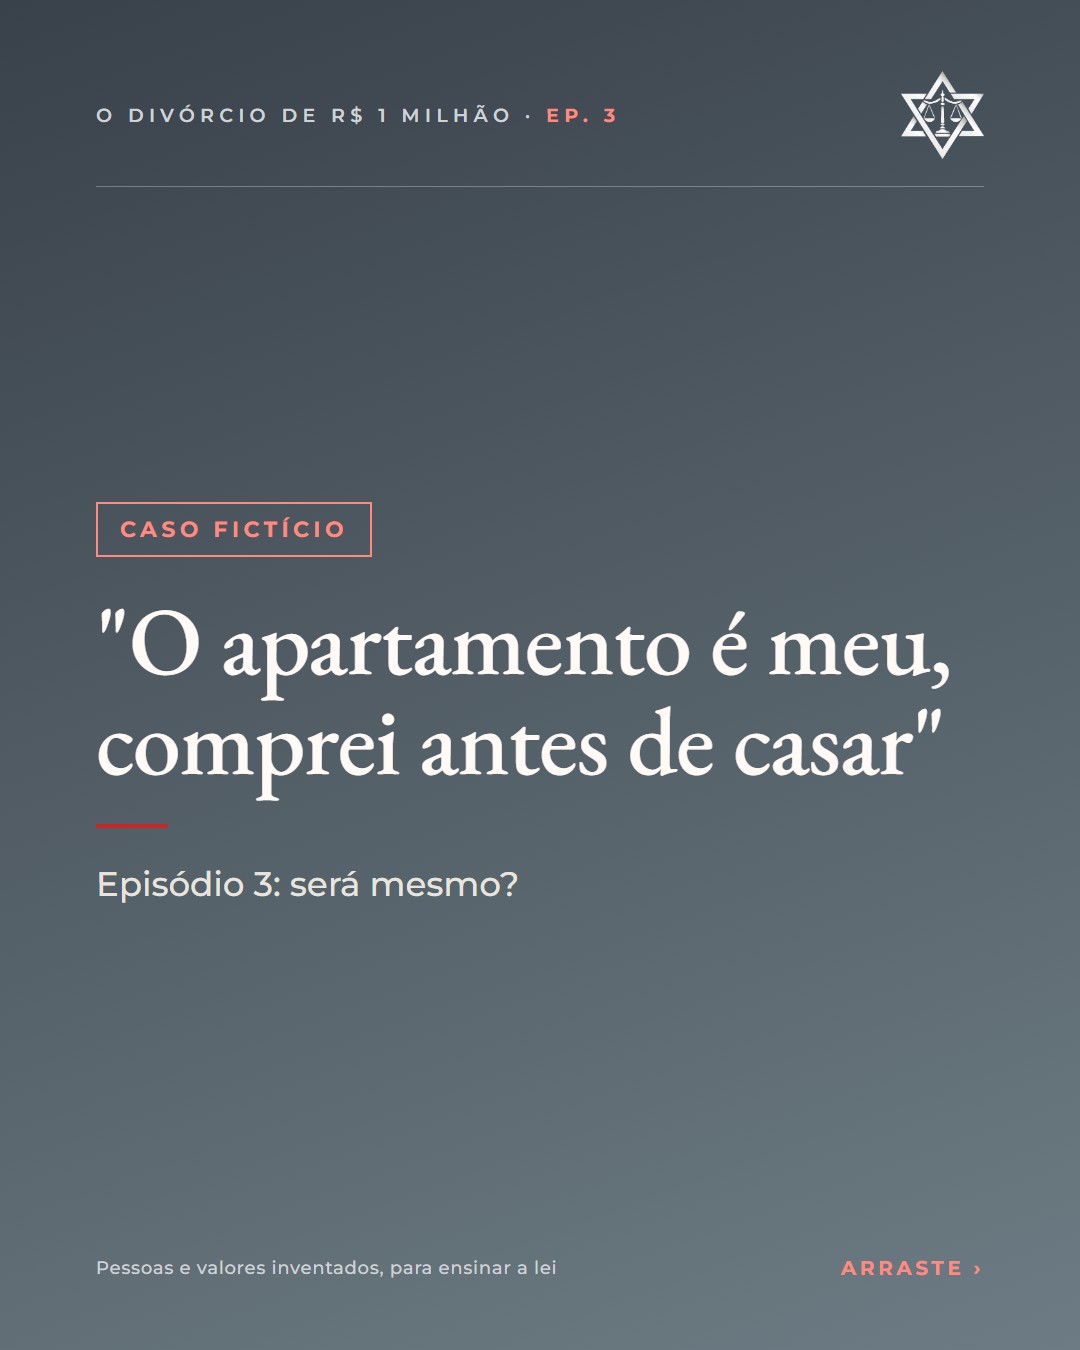 O DIVÓRCIO DE R$ 1 MILHÃO · EP. 3
CASO FICTÍCIO
"O apartamento é meu,
comprei antes de casar"
Episódio 3: será mesmo?
Pessoas e valores inventados, para ensinar a lei
ARRASTE ›